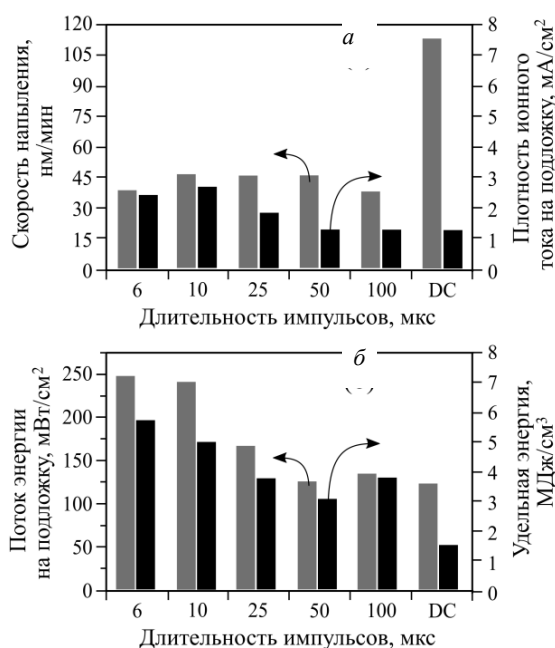 а
Скорость напыления,
нм/мин
120
105
90
75
60
45
30
15
0
8
7
6
5
4
3
2
1
0
Плотность ионного
тока на подложку, мА/см²
6 10 25 50 100 DC
Длительность импульсов, мкс
б
Поток энергии
на подложку, мВт/см²
250
200
150
100
50
0
8
7
6
5
4
3
2
1
0
Удельная энергия,
МДж/см³
6 10 25 50 100 DC
Длительность импульсов, мкс